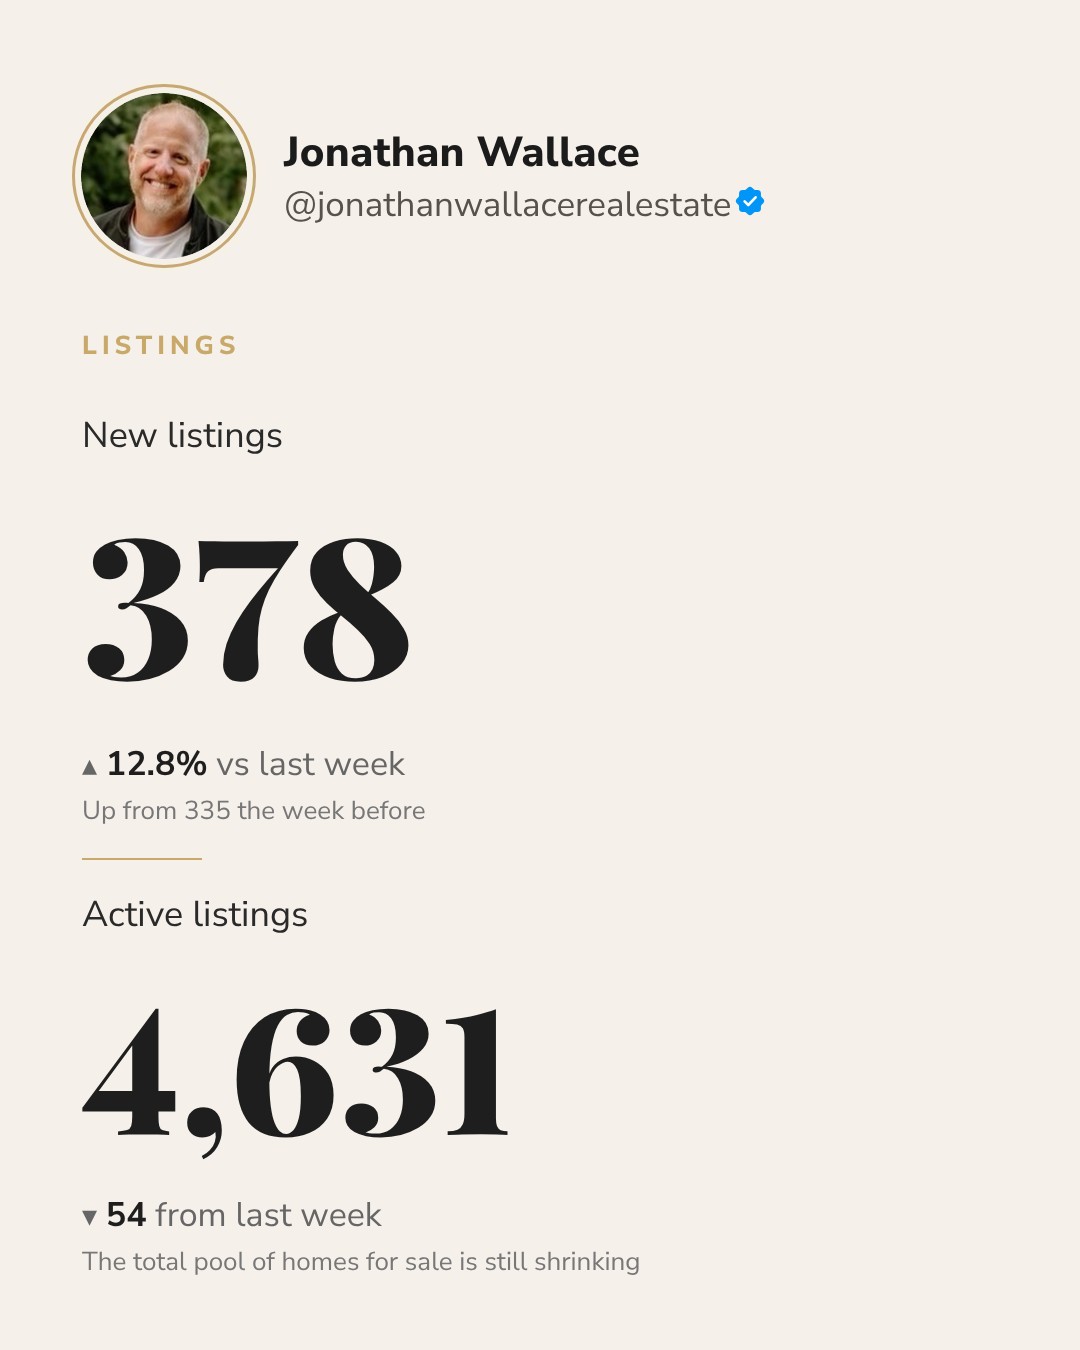 Jonathan Wallace
@jonathanwallacerealestate
LISTINGS
New listings
378
▲ 12.8% vs last week
Up from 335 the week before
Active listings
4,631
▼ 54 from last week
The total pool of homes for sale is still shrinking